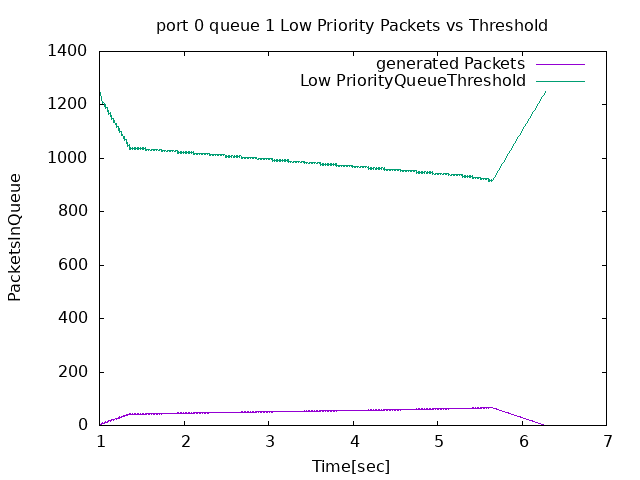 port 0 queue 1 Low Priority Packets vs Threshold
1400
generated Packets
Low PriorityQueueThreshold
1200
1000
800
600
400
200
0
PacketsInQueue
1 2 3 4 5 6 7
Time[sec]